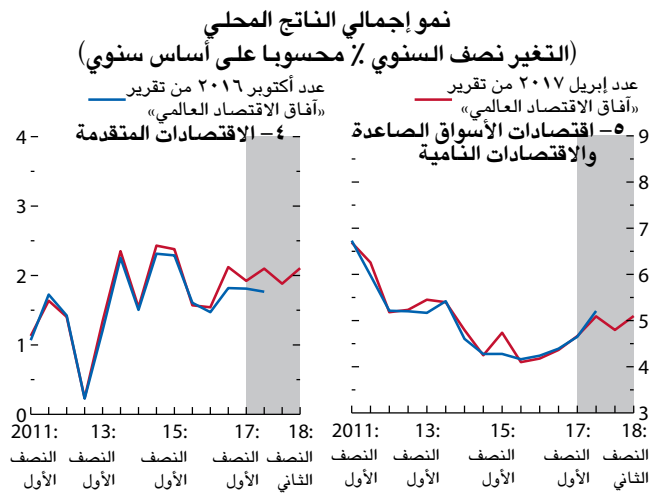 نمو إجمالي الناتج المحلي
(التغير نصف السنوي ٪ محسوبا على أساس سنوي)
عدد إبريل ٢٠١٧ من تقرير
«آفاق الاقتصاد العالمي»
عدد أكتوبر ٢٠١٦ من تقرير
«آفاق الاقتصاد العالمي»
٤– الاقتصادات المتقدمة
4
3
2
1
0
2011:
النصف
الأول
13:
النصف
الأول
15:
النصف
الأول
17:
النصف
الأول
18:
النصف
الثاني
٥– اقتصادات الأسواق الصاعدة
والاقتصادات النامية
9
8
7
6
5
4
3
2011:
النصف
الأول
13:
النصف
الأول
15:
النصف
الأول
17:
النصف
الأول
18:
النصف
الثاني